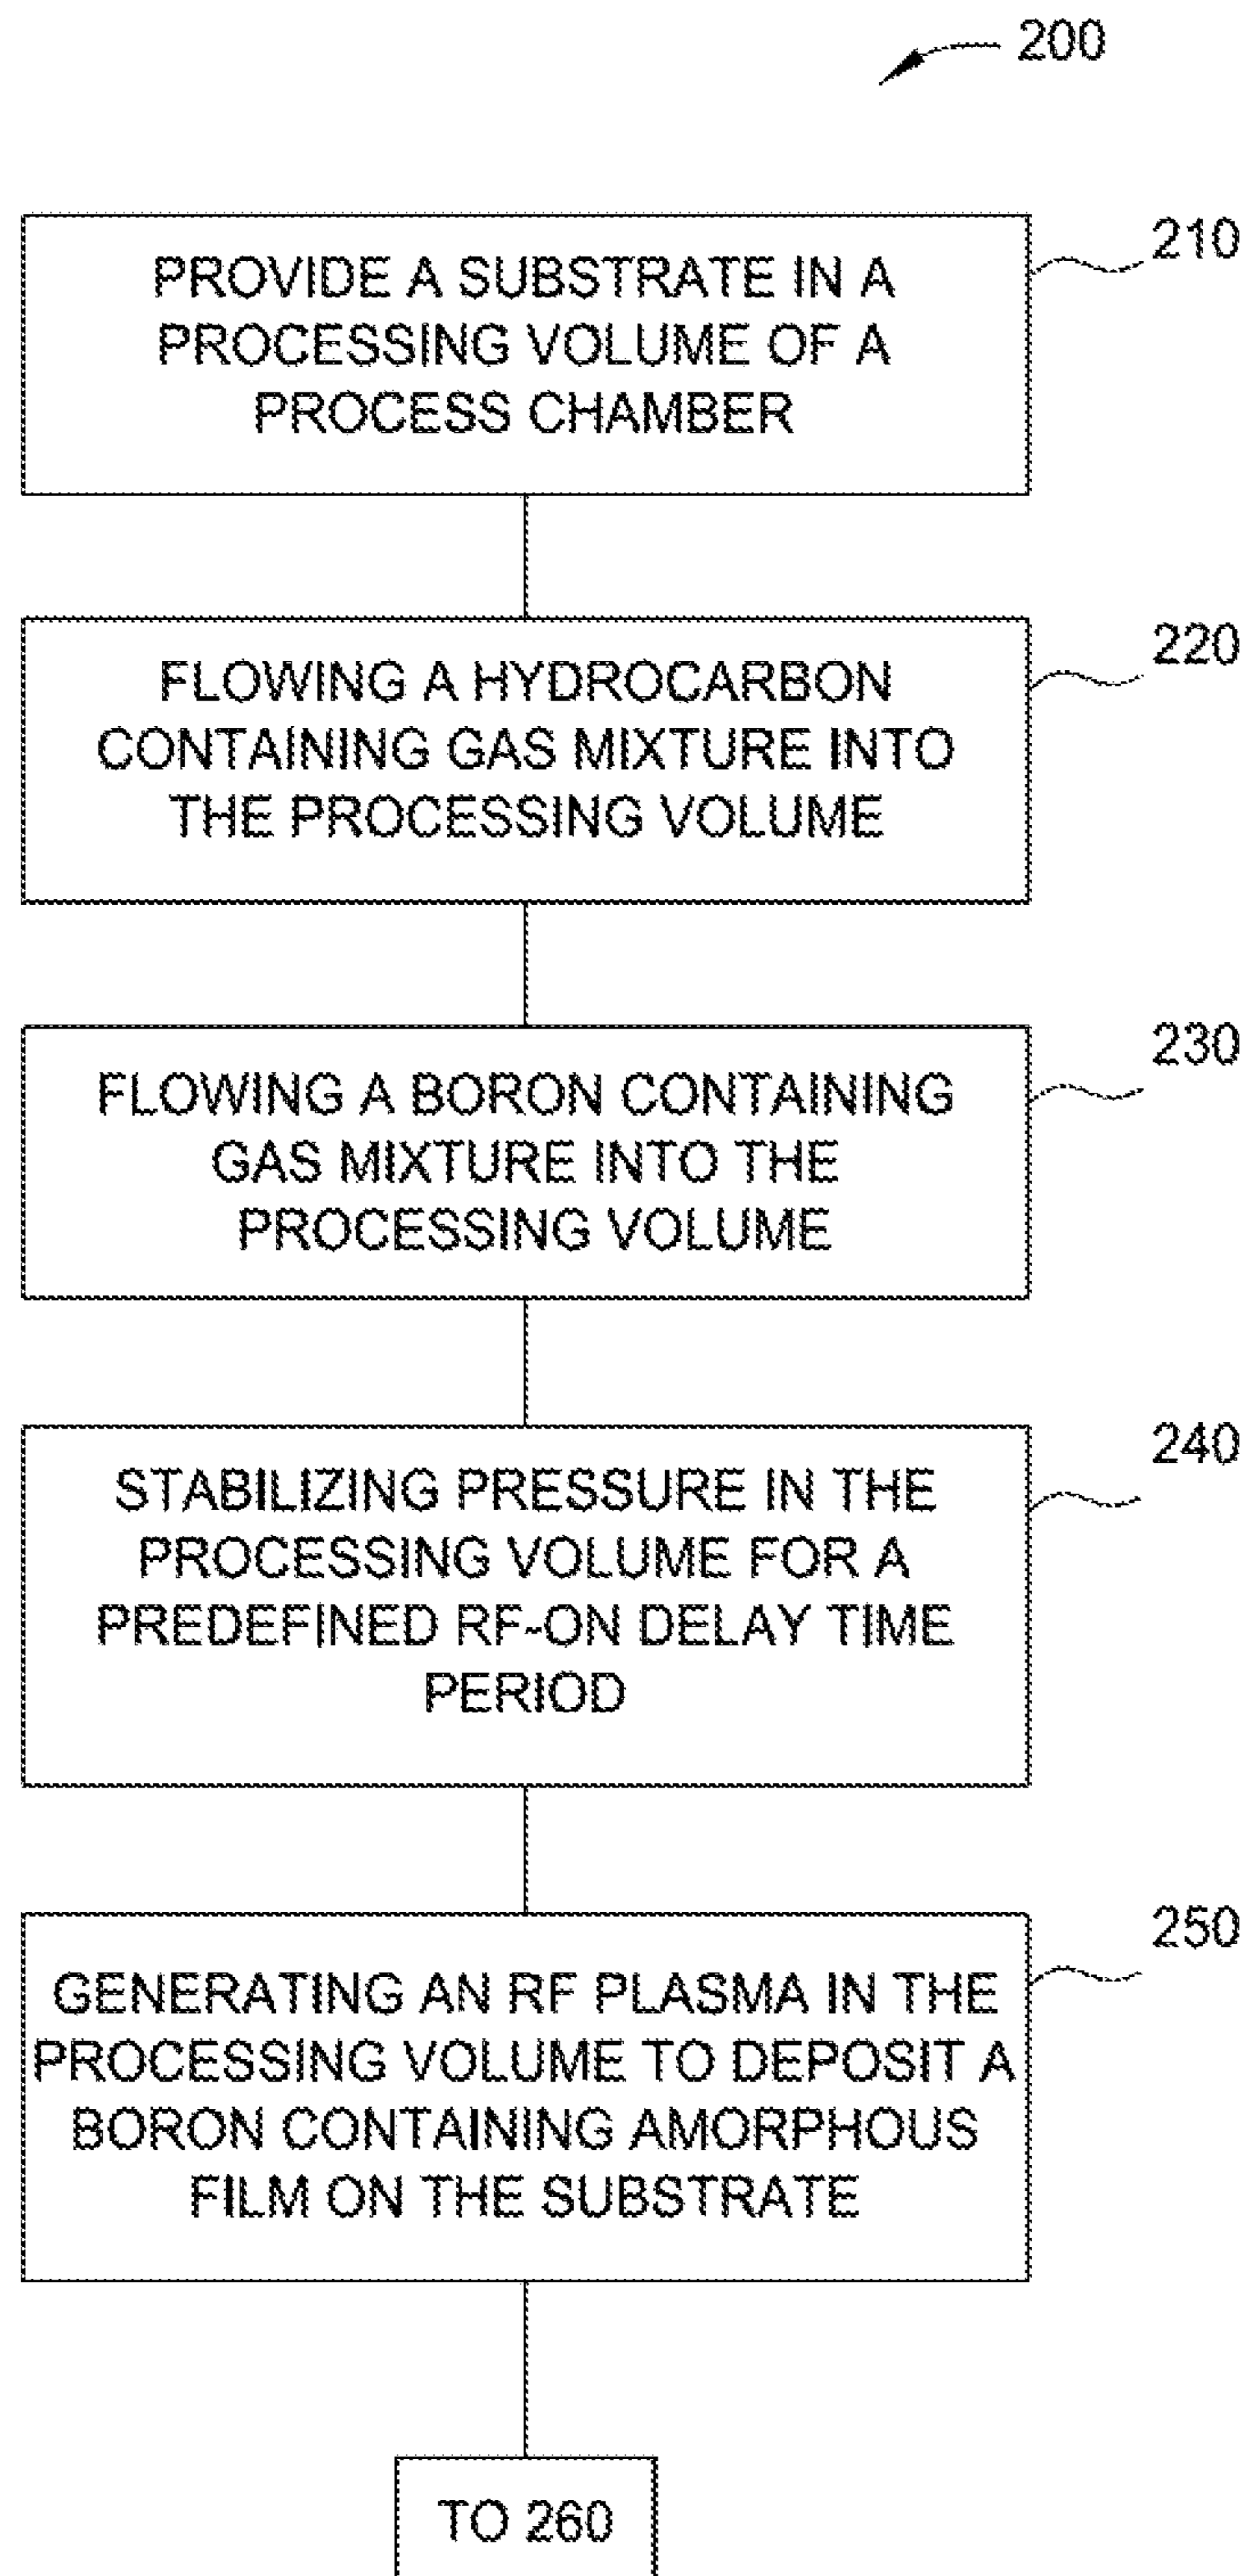 200
PROVIDE A SUBSTRATE IN A
PROCESSING VOLUME OF A
PROCESS CHAMBER
210
FLOWING A HYDROCARBON
CONTAINING GAS MIXTURE INTO
THE PROCESSING VOLUME
220
FLOWING A BORON CONTAINING
GAS MIXTURE INTO THE
PROCESSING VOLUME
230
STABILIZING PRESSURE IN THE
PROCESSING VOLUME FOR A
PREDEFINED RF-ON DELAY TIME
PERIOD
240
GENERATING AN RF PLASMA IN THE
PROCESSING VOLUME TO DEPOSIT A
BORON CONTAINING AMORPHOUS
FILM ON THE SUBSTRATE
250
TO 260